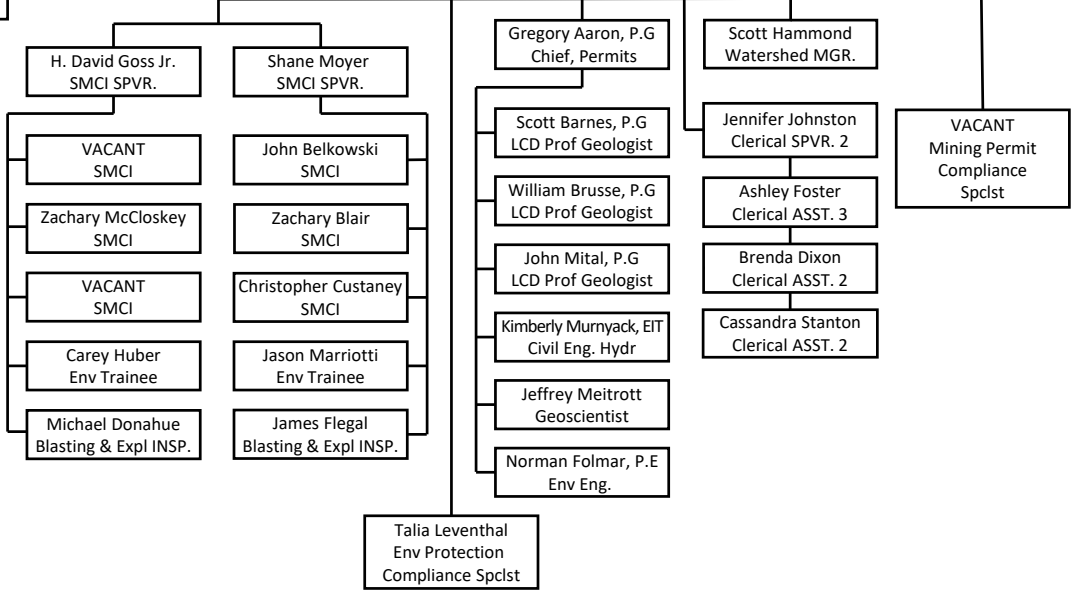 H. David Goss Jr.
SMCI SPVR.
VACANT
SMCI
Zachary McCloskey
SMCI
VACANT
SMCI
Carey Huber
Env Trainee
Michael Donahue
Blasting & Expl INSP.
Shane Moyer
SMCI SPVR.
John Belkowski
SMCI
Zachary Blair
SMCI
Christopher Custaney
SMCI
Jason Marriotti
Env Trainee
James Flegal
Blasting & Expl INSP.
Talia Leventhal
Env Protection
Compliance Spclst
Gregory Aaron, P.G
Chief, Permits
Scott Barnes, P.G
LCD Prof Geologist
William Brusse, P.G
LCD Prof Geologist
John Mital, P.G
LCD Prof Geologist
Kimberly Murnyack, EIT
Civil Eng. Hydr
Jeffrey Meitrott
Geoscientist
Norman Folmar, P.E
Env Eng.
Scott Hammond
Watershed MGR.
Jennifer Johnston
Clerical SPVR. 2
Ashley Foster
Clerical ASST. 3
Brenda Dixon
Clerical ASST. 2
Cassandra Stanton
Clerical ASST. 2
VACANT
Mining Permit
Compliance
Spclst